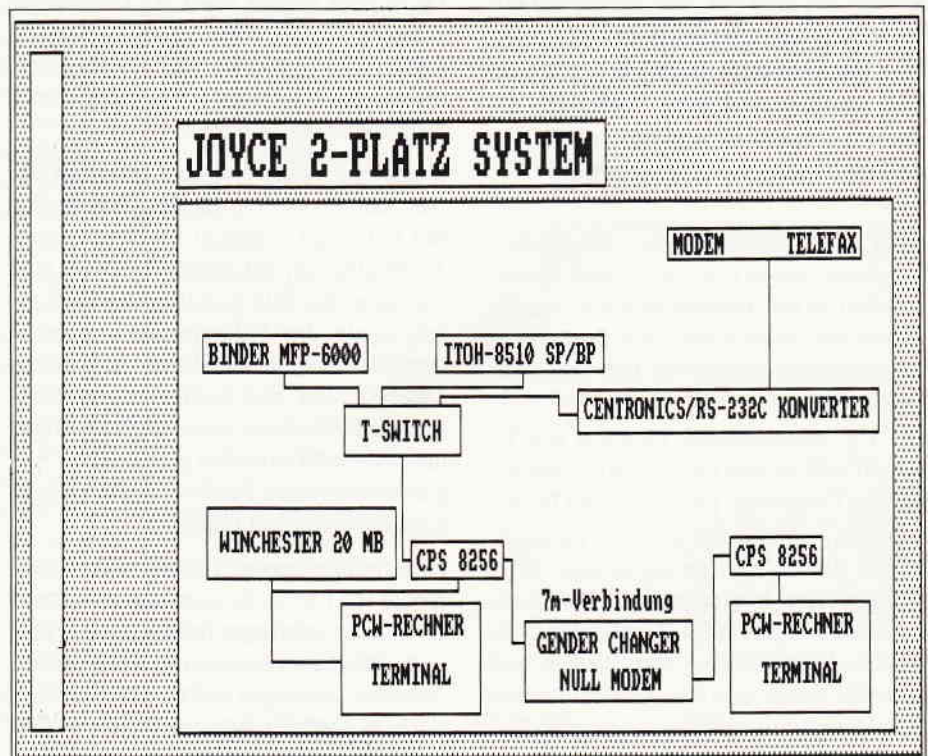 JOYCE 2-PLATZ SYSTEM
MODEM TELEFAX
BINDER MFP-6000
ITOH-8510 SP/BP
CENTRONICS/RS-232C KONVERTER
T-SWITCH
WINCHESTER 20 MB
CPS 8256
CPS 8256
7m-Verbindung
PCW-RECHNER
TERMINAL
GENDER CHANGER
NULL MODEM
PCW-RECHNER
TERMINAL